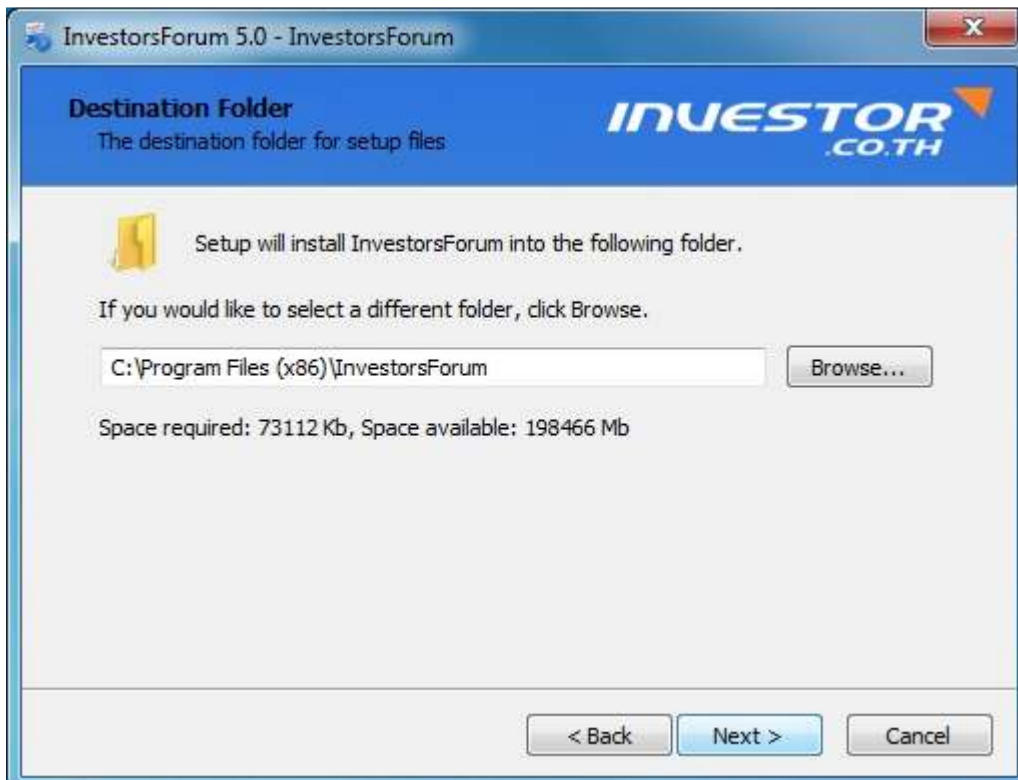 InvestorsForum 5.0 - InvestorsForum
Destination Folder
The destination folder for setup files
INVESTOR
.CO.TH
Setup will install InvestorsForum into the following folder.
If you would like to select a different folder, click Browse.
C:\Program Files (x86)\InvestorsForum
Browse...
Space required: 73112 Kb, Space available: 198466 Mb
< Back
Next >
Cancel